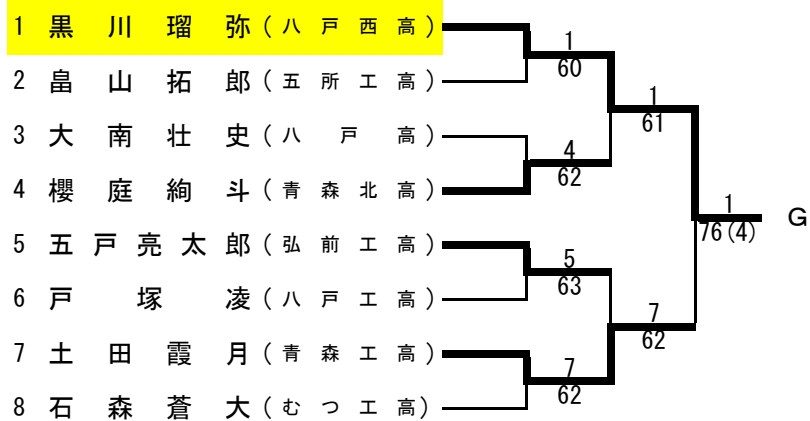 1 黒川瑠弥(八戸西高)
2 畠山拓郎(五所工高)
3 大南壮史(八戸高)
4 櫻庭絢斗(青森北高)
5 五戸亮太郎(弘前工高)
6 戸塚凌(八戸工高)
7 土田霞月(青森工高)
8 石森蒼大(むつ工高)
1
60
4
62
5
63
7
62
1
61
7
62
1
76(4)
G